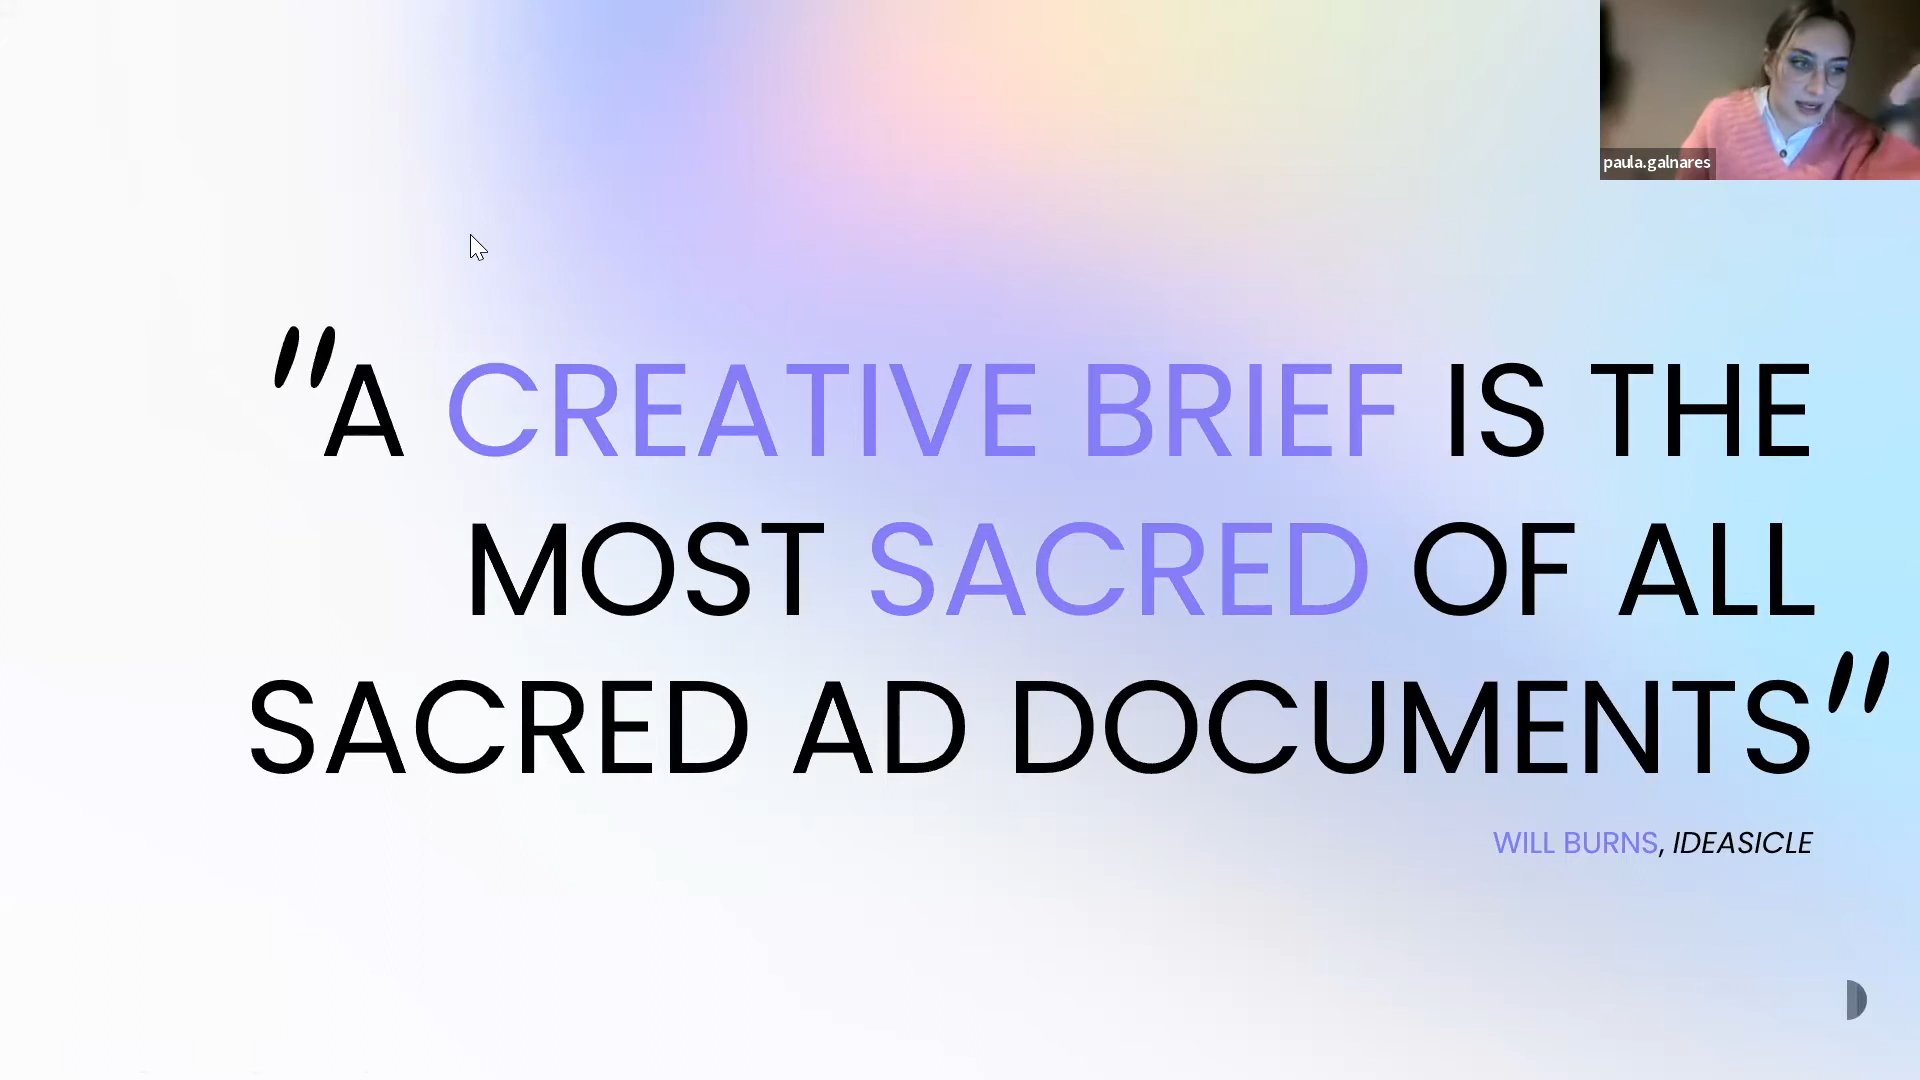 paula.galnares
"A CREATIVE BRIEF IS THE
MOST SACRED OF ALL
SACRED AD DOCUMENTS"
WILL BURNS, IDEASICLE